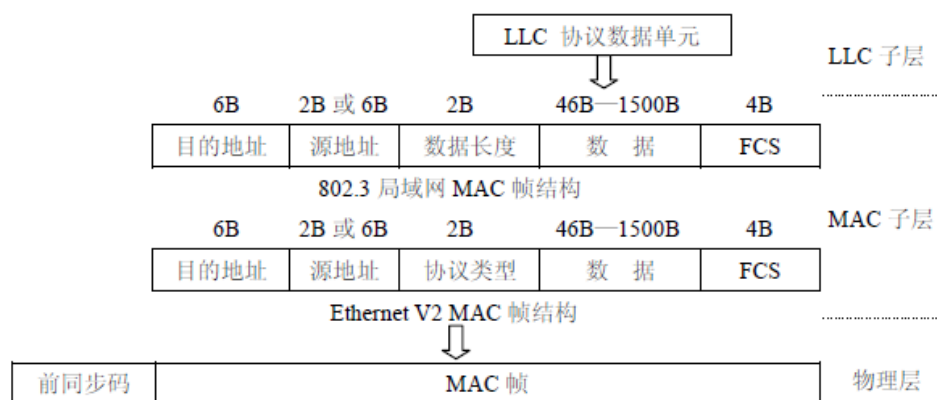 LLC 协议数据单元
LLC 子层
6B 2B 或 6B 2B 46B—1500B 4B
目的地址 源地址 数据长度 数 据 FCS
802.3 局域网 MAC 帧结构
MAC 子层
6B 2B 或 6B 2B 46B—1500B 4B
目的地址 源地址 协议类型 数 据 FCS
Ethernet V2 MAC 帧结构
前同步码 MAC 帧 物理层